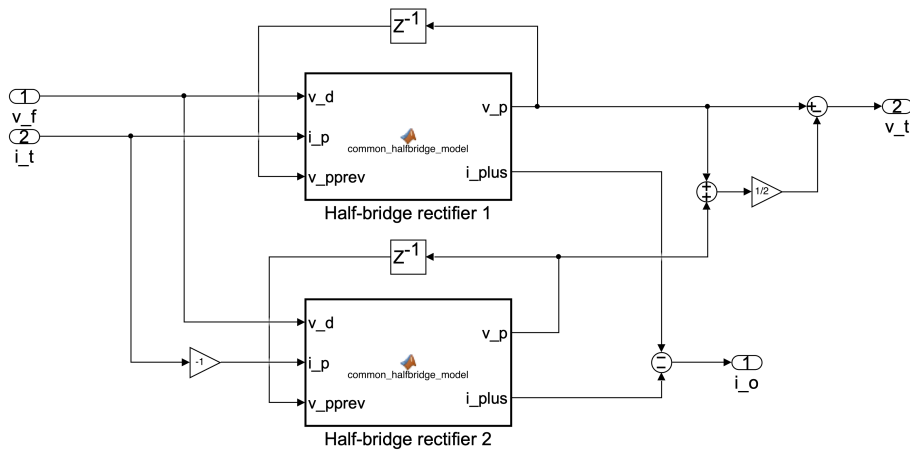 Z-1
1
v_f
2
i_t
v_d
i_p
v_pprev
common_halfbridge_model
v_p
i_plus
Half-bridge rectifier 1
+
-
2
v_t
+
+
1/2
Z-1
-1
v_d
i_p
v_pprev
common_halfbridge_model
v_p
i_plus
Half-bridge rectifier 2
-
-
1
i_o